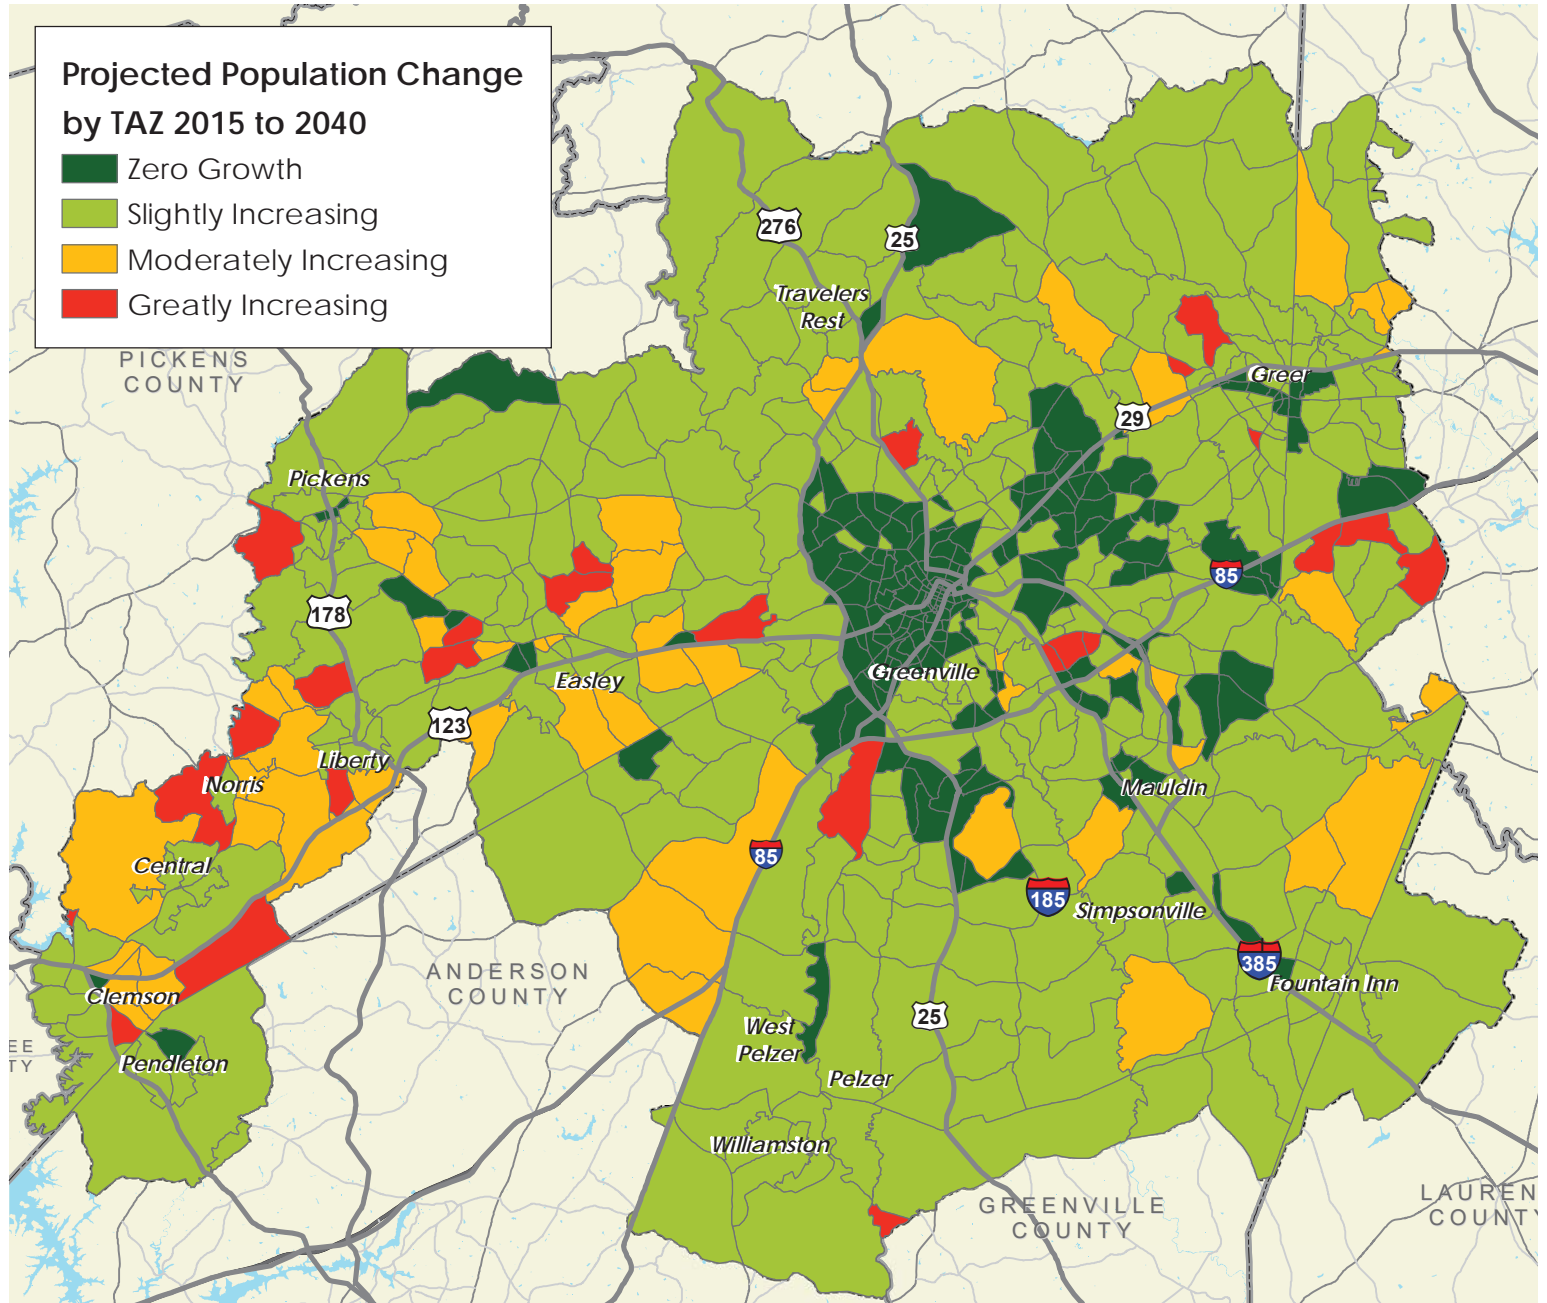 Projected Population Change
by TAZ 2015 to 2040
Zero Growth
Slightly Increasing
Moderately Increasing
Greatly Increasing
PICKENS
COUNTY
276
25
Travelers
Rest
Greer
29
Pickens
85
178
Greenville
Easley
123
Liberty
Norris
Mauldin
85
Central
185
Simpsonville
385
Fountain Inn
ANDERSON
COUNTY
Clemson
25
West
Pelzer
EE
TY
Pendleton
Pelzer
Williamston
GREENVILLE
COUNTY
LAUREN
COUNTY